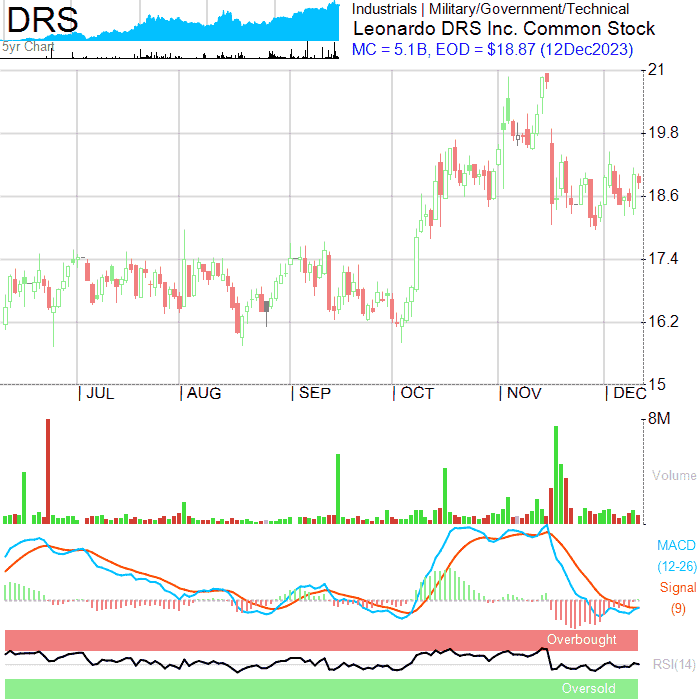 DRS
5yr Chart
Industrials | Military/Government/Technical
Leonardo DRS Inc. Common Stock
MC = 5.1B, EOD = $18.87 (12Dec2023)
21
19.8
18.6
17.4
16.2
15
JUL AUG SEP OCT NOV DEC
8M
Volume
MACD
(12-26)
Signal
(9)
Overbought
RSI(14)
Oversold